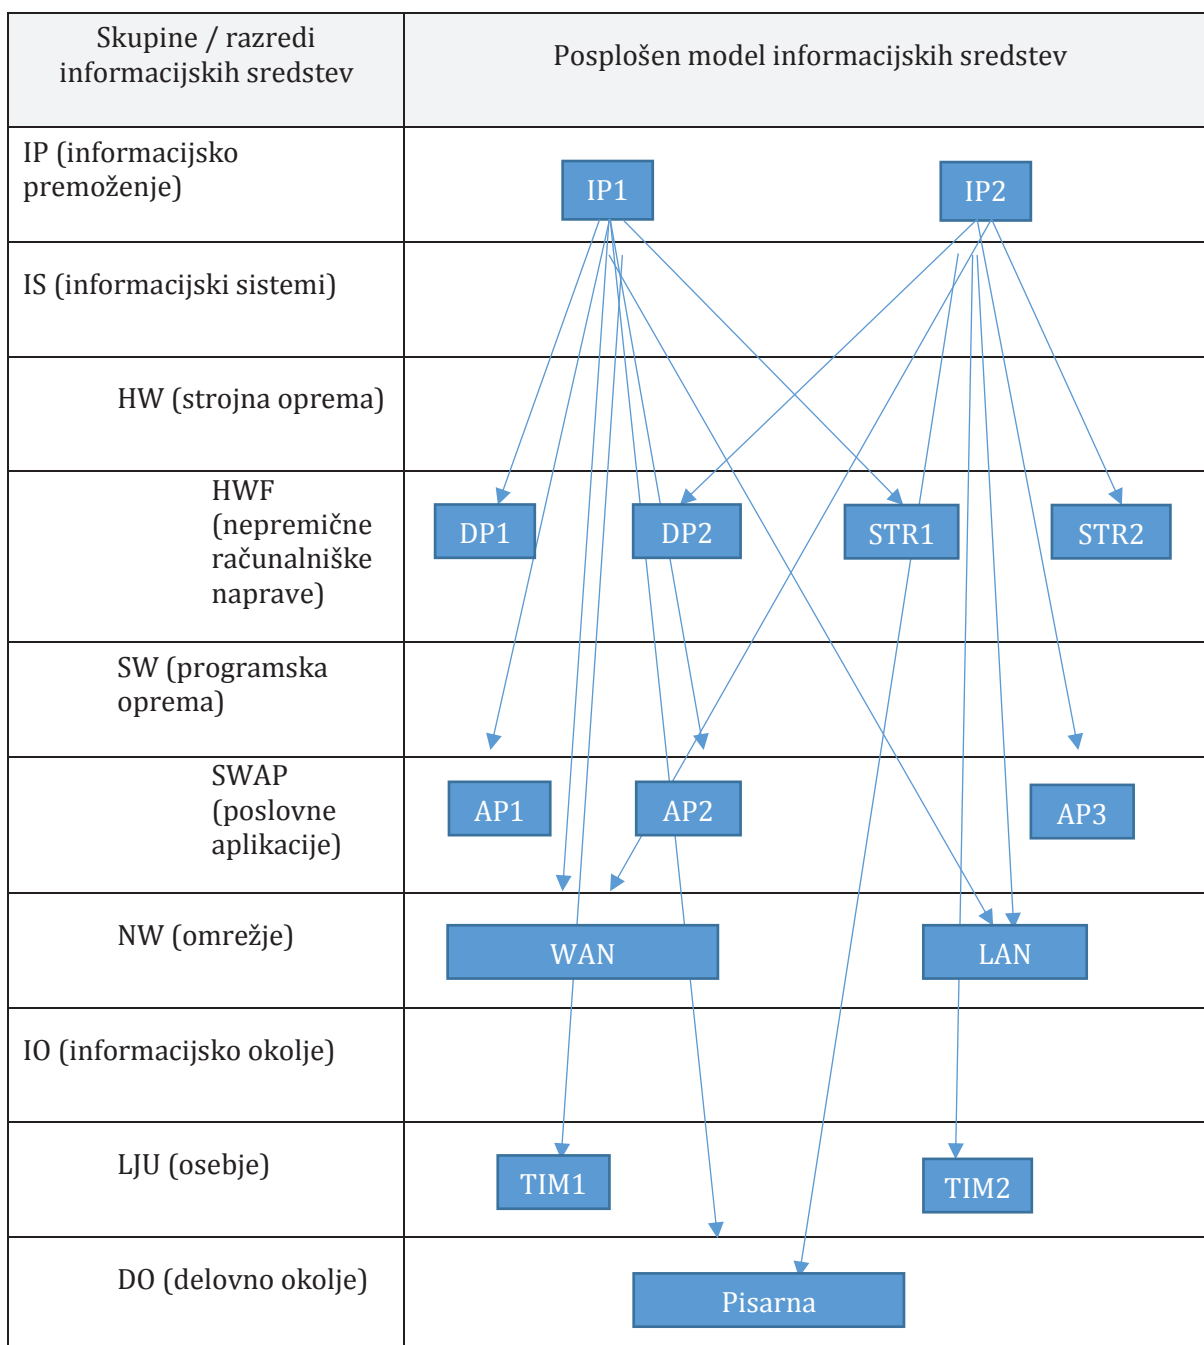 Skupine / razredi
informacijskih sredstev
Posplošen model informacijskih sredstev
IP (informacijsko
premoženje)
IP1
IP2
IS (informacijski sistemi)
HW (strojna oprema)
HWF
(nepremične
računalniške
naprave)
DP1
DP2
STR1
STR2
SW (programska
oprema)
SWAP
(poslovne
aplikacije)
AP1
AP2
AP3
NW (omrežje)
WAN
LAN
IO (informacijsko okolje)
LJU (osebje)
TIM1
TIM2
DO (delovno okolje)
Pisarna